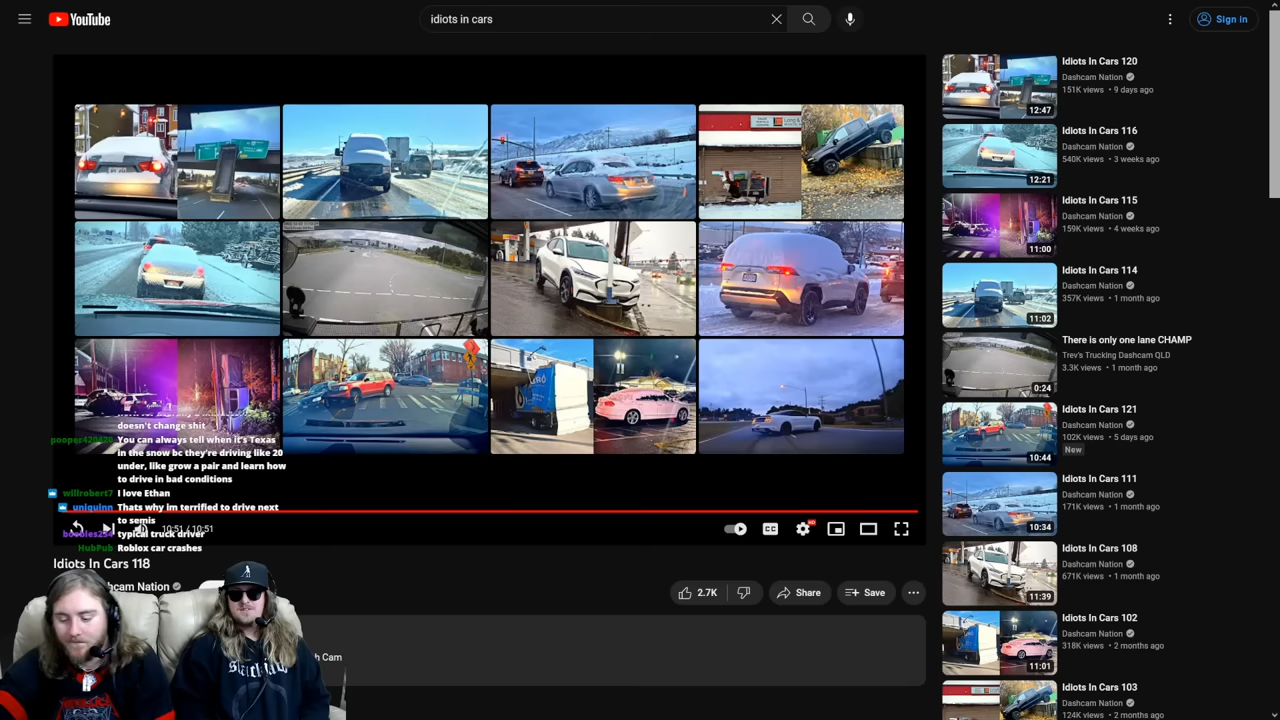 YouTube
idiots in cars
Sign in
doesn't change shit
pooper420420 You can always tell when it's Texas
in the snow bc they're driving like 20
under, like grow a pair and learn how
to drive in bad conditions
willrobert7 I love Ethan
uniquinn Thats why im terrified to drive next
to semis
typical truck driver
HubPub Roblox car crashes
10:51 / 10:51
CC
HD
Idiots In Cars 118
2.7K
Share
Save
Idiots In Cars 120
Dashcam Nation
151K views • 9 days ago
12:47
Idiots In Cars 116
Dashcam Nation
540K views • 3 weeks ago
12:21
Idiots In Cars 115
Dashcam Nation
159K views • 4 weeks ago
11:00
Idiots In Cars 114
Dashcam Nation
357K views • 1 month ago
11:02
There is only one lane CHAMP
Trev's Trucking Dashcam QLD
3.3K views • 1 month ago
0:24
Idiots In Cars 121
Dashcam Nation
102K views • 5 days ago
New
10:44
Idiots In Cars 111
Dashcam Nation
171K views • 1 month ago
10:34
Idiots In Cars 108
Dashcam Nation
671K views • 1 month ago
11:39
Idiots In Cars 102
Dashcam Nation
318K views • 2 months ago
11:01
Idiots In Cars 103
Dashcam Nation
124K views • 2 months ago